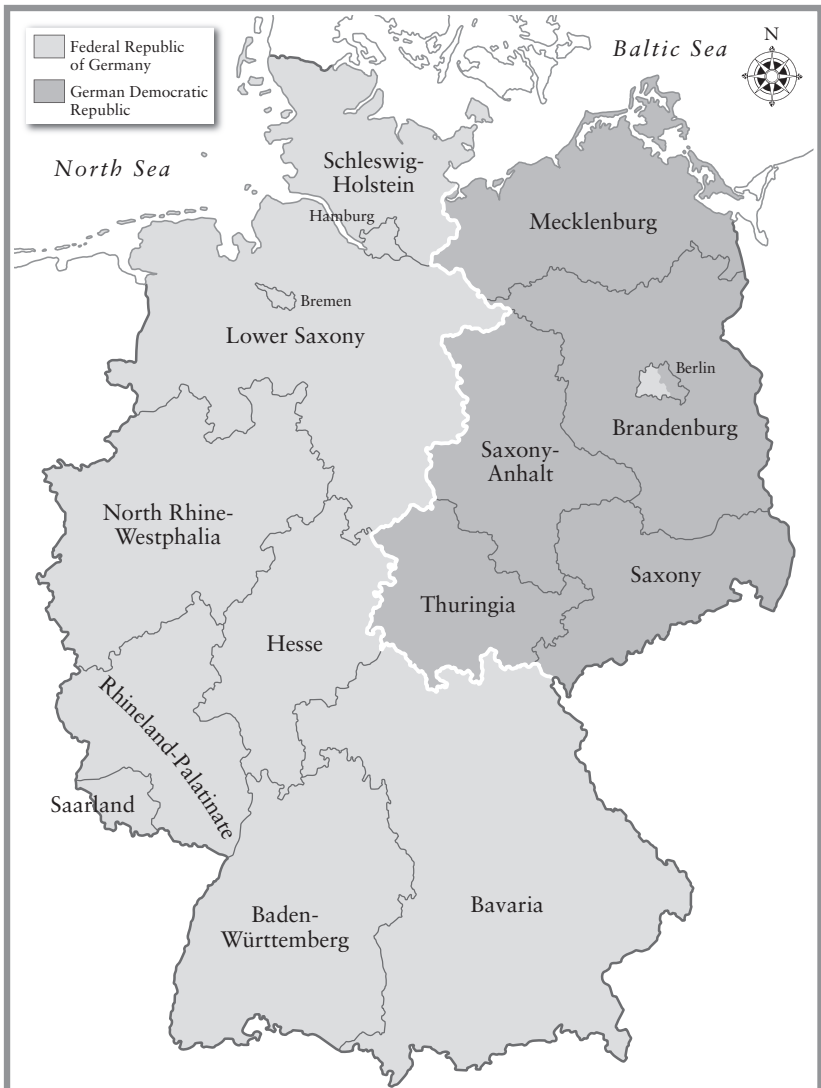 Federal Republic
of Germany
German Democratic
Republic
Baltic Sea
N
North Sea
Schleswig-
Holstein
Hamburg
Mecklenburg
Bremen
Lower Saxony
Berlin
Brandenburg
Saxony-
Anhalt
North Rhine-
Westphalia
Saxony
Thuringia
Hesse
Rhineland-Palatinate
Saarland
Bavaria
Baden-
Württemberg